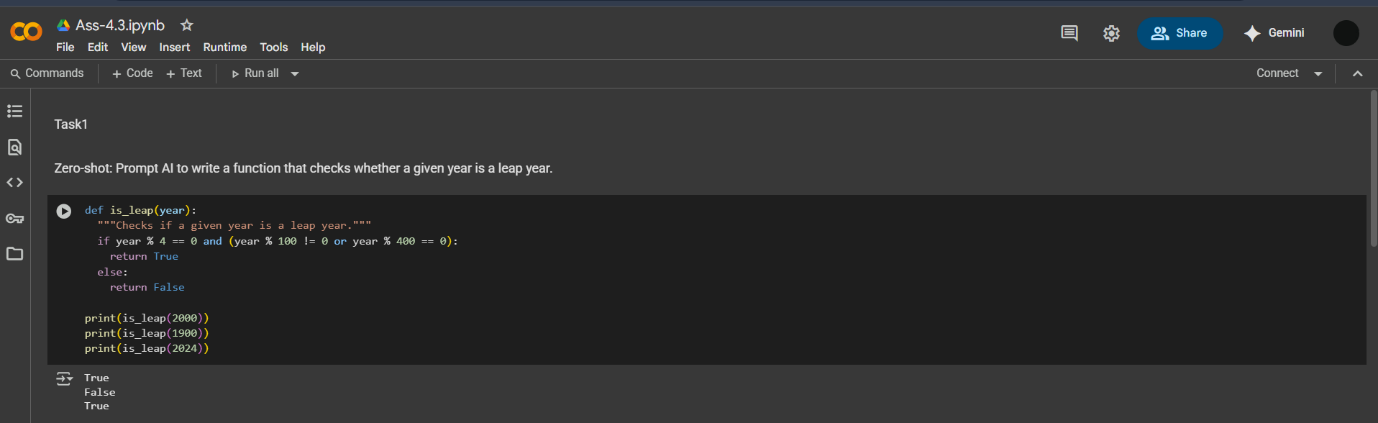 Ass-4.3.ipynb
File Edit View Insert Runtime Tools Help
Share
Gemini
Commands + Code + Text Run all
Connect
Task1
Zero-shot: Prompt AI to write a function that checks whether a given year is a leap year.
def is_leap(year):
  """Checks if a given year is a leap year."""
  if year % 4 == 0 and (year % 100 != 0 or year % 400 == 0):
    return True
  else:
    return False
print(is_leap(2000))
print(is_leap(1900))
print(is_leap(2024))
True
False
True